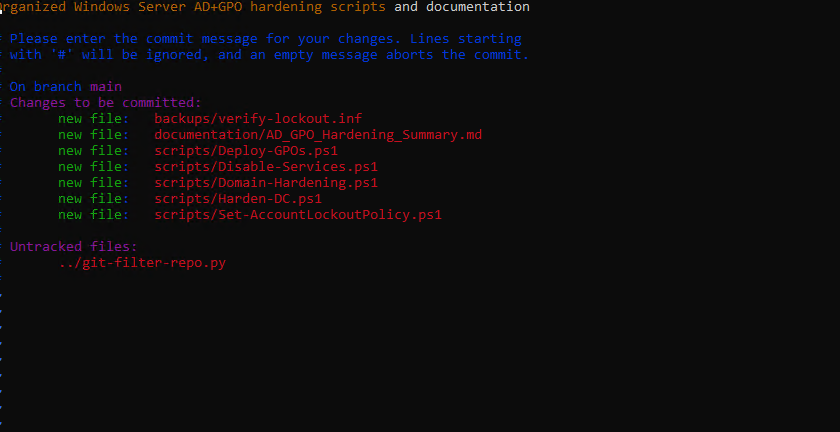 Organized Windows Server AD+GPO hardening scripts and documentation
# Please enter the commit message for your changes. Lines starting
# with '#' will be ignored, and an empty message aborts the commit.
#
# On branch main
# Changes to be committed:
#	new file:   backups/verify-lockout.inf
#	new file:   documentation/AD_GPO_Hardening_Summary.md
#	new file:   scripts/Deploy-GPOs.ps1
#	new file:   scripts/Disable-Services.ps1
#	new file:   scripts/Domain-Hardening.ps1
#	new file:   scripts/Harden-DC.ps1
#	new file:   scripts/Set-AccountLockoutPolicy.ps1
#
# Untracked files:
#	../git-filter-repo.py
#
~
~
~
~
~
~
~
~
~